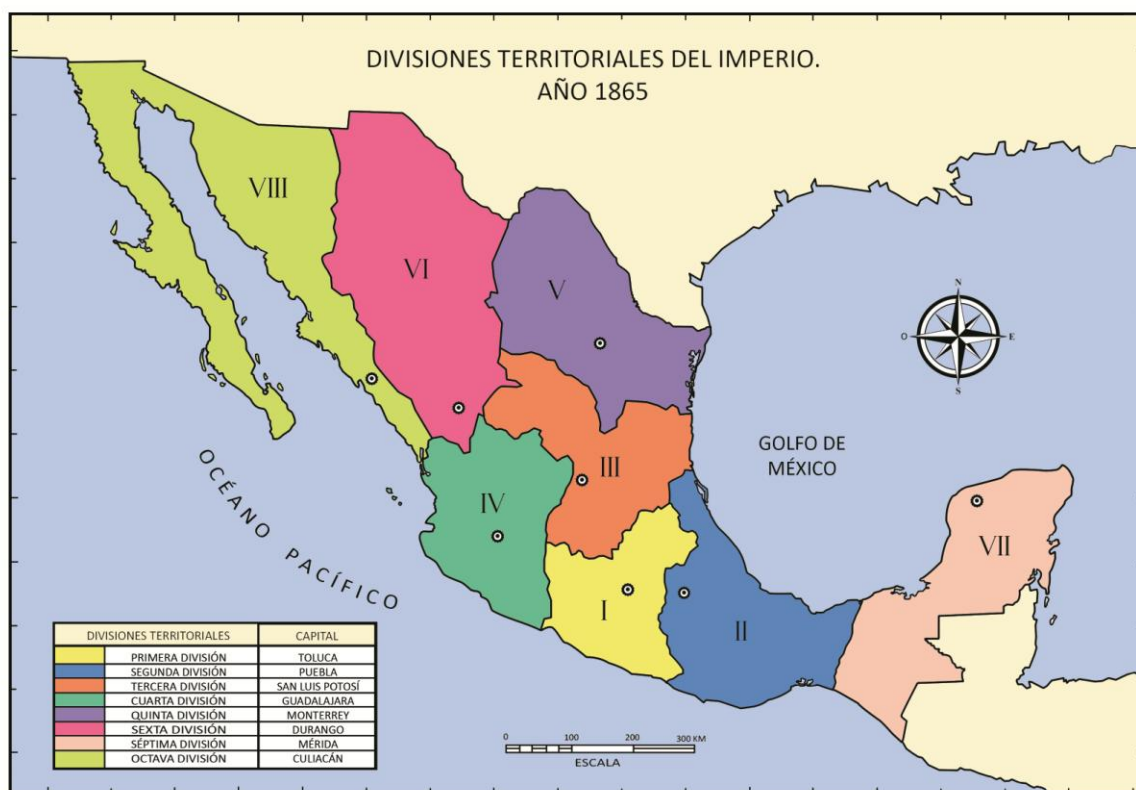 DIVISIONES TERRITORIALES DEL IMPERIO.
AÑO 1865
VIII
VI
V
N
O
E
S
GOLFO DE
MÉXICO
III
IV
VII
OCÉANO PACÍFICO
I
II
DIVISIONES TERRITORIALES CAPITAL
PRIMERA DIVISIÓN TOLUCA
SEGUNDA DIVISIÓN PUEBLA
TERCERA DIVISIÓN SAN LUIS POTOSÍ
CUARTA DIVISIÓN GUADALAJARA
QUINTA DIVISIÓN MONTERREY
SEXTA DIVISIÓN DURANGO
SÉPTIMA DIVISIÓN MÉRIDA
OCTAVA DIVISIÓN CULIACÁN
0 100 200 300 KM
ESCALA